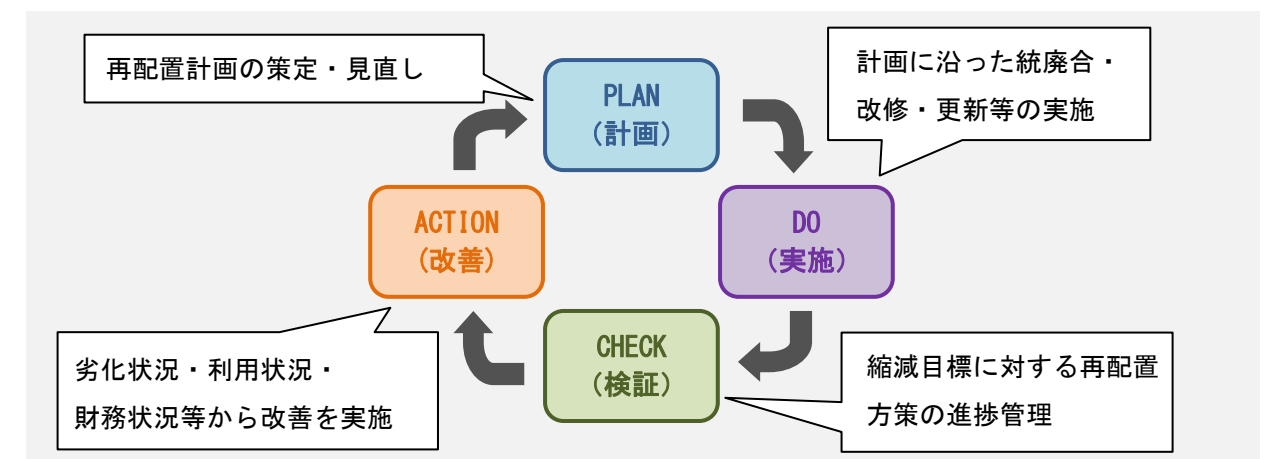 再配置計画の策定・見直し
PLAN
(計画)
計画に沿った統廃合・
改修・更新等の実施
ACTION
(改善)
DO
(実施)
CHECK
(検証)
劣化状況・利用状況・
財務状況等から改善を実施
縮減目標に対する再配置
方策の進捗管理